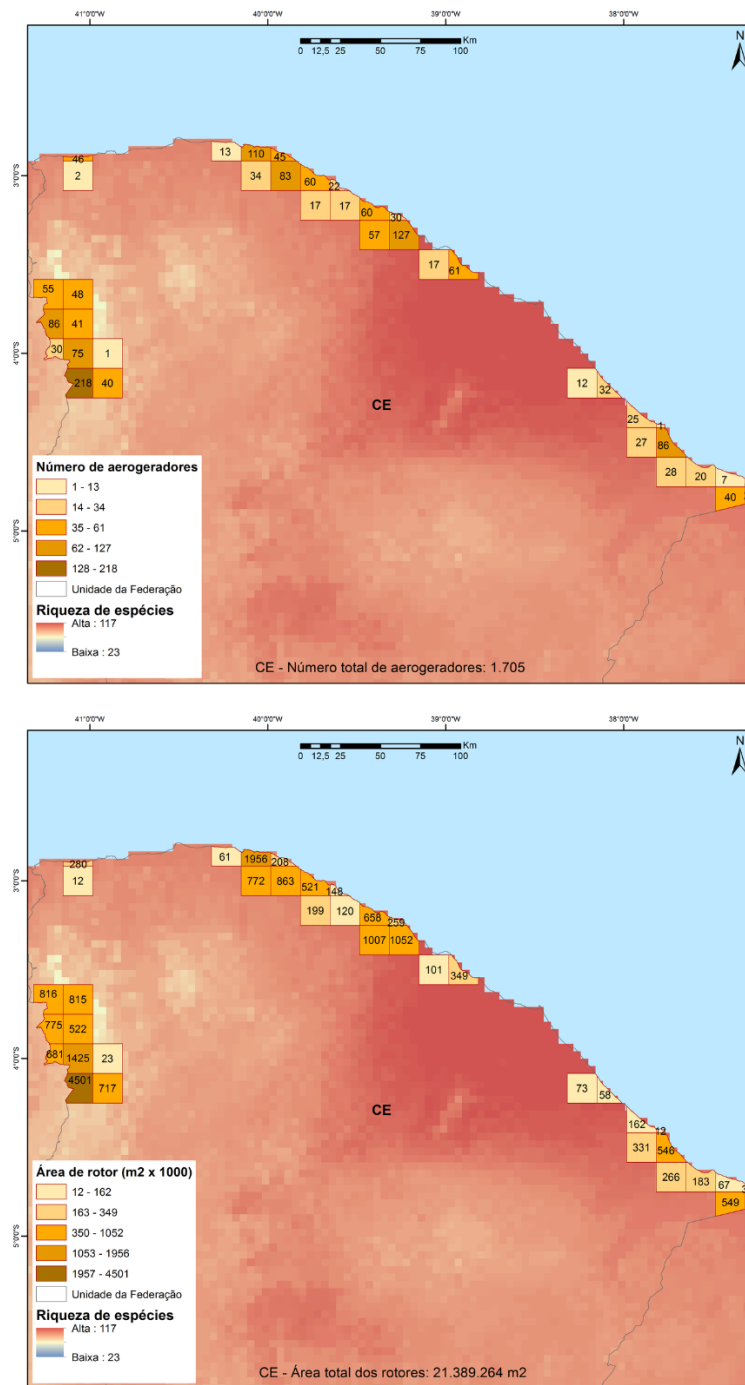 41°0'0"W 40°0'0"W 39°0'0"W 38°0'0"W
Km
0 12,5 25 50 75 100
N
3°0'0"S
4°0'0"S
5°0'0"S
46
2
13 110 45
34 83 60
22
17 17 60
30
57 127
17 61
55 48
86 41
30 75 1
218 40
12 32
25 1
27 86
28 20 7
40
CE
Número de aerogeradores
1 - 13
14 - 34
35 - 61
62 - 127
128 - 218
Unidade da Federação
Riqueza de espécies
Alta : 117
Baixa : 23
CE - Número total de aerogeradores: 1.705
41°0'0"W 40°0'0"W 39°0'0"W 38°0'0"W
Km
0 12,5 25 50 75 100
N
3°0'0"S
4°0'0"S
5°0'0"S
280
12
61 1956 208
772 863 521
148
199 120 658
259
1007 1052
101 349
816 815
775 522
681 1425 23
4501 717
73 58
162 12
331 546
266 183 67
549
CE
Área de rotor (m2 x 1000)
12 - 162
163 - 349
350 - 1052
1053 - 1956
1957 - 4501
Unidade da Federação
Riqueza de espécies
Alta : 117
Baixa : 23
CE - Área total dos rotores: 21.389.264 m2